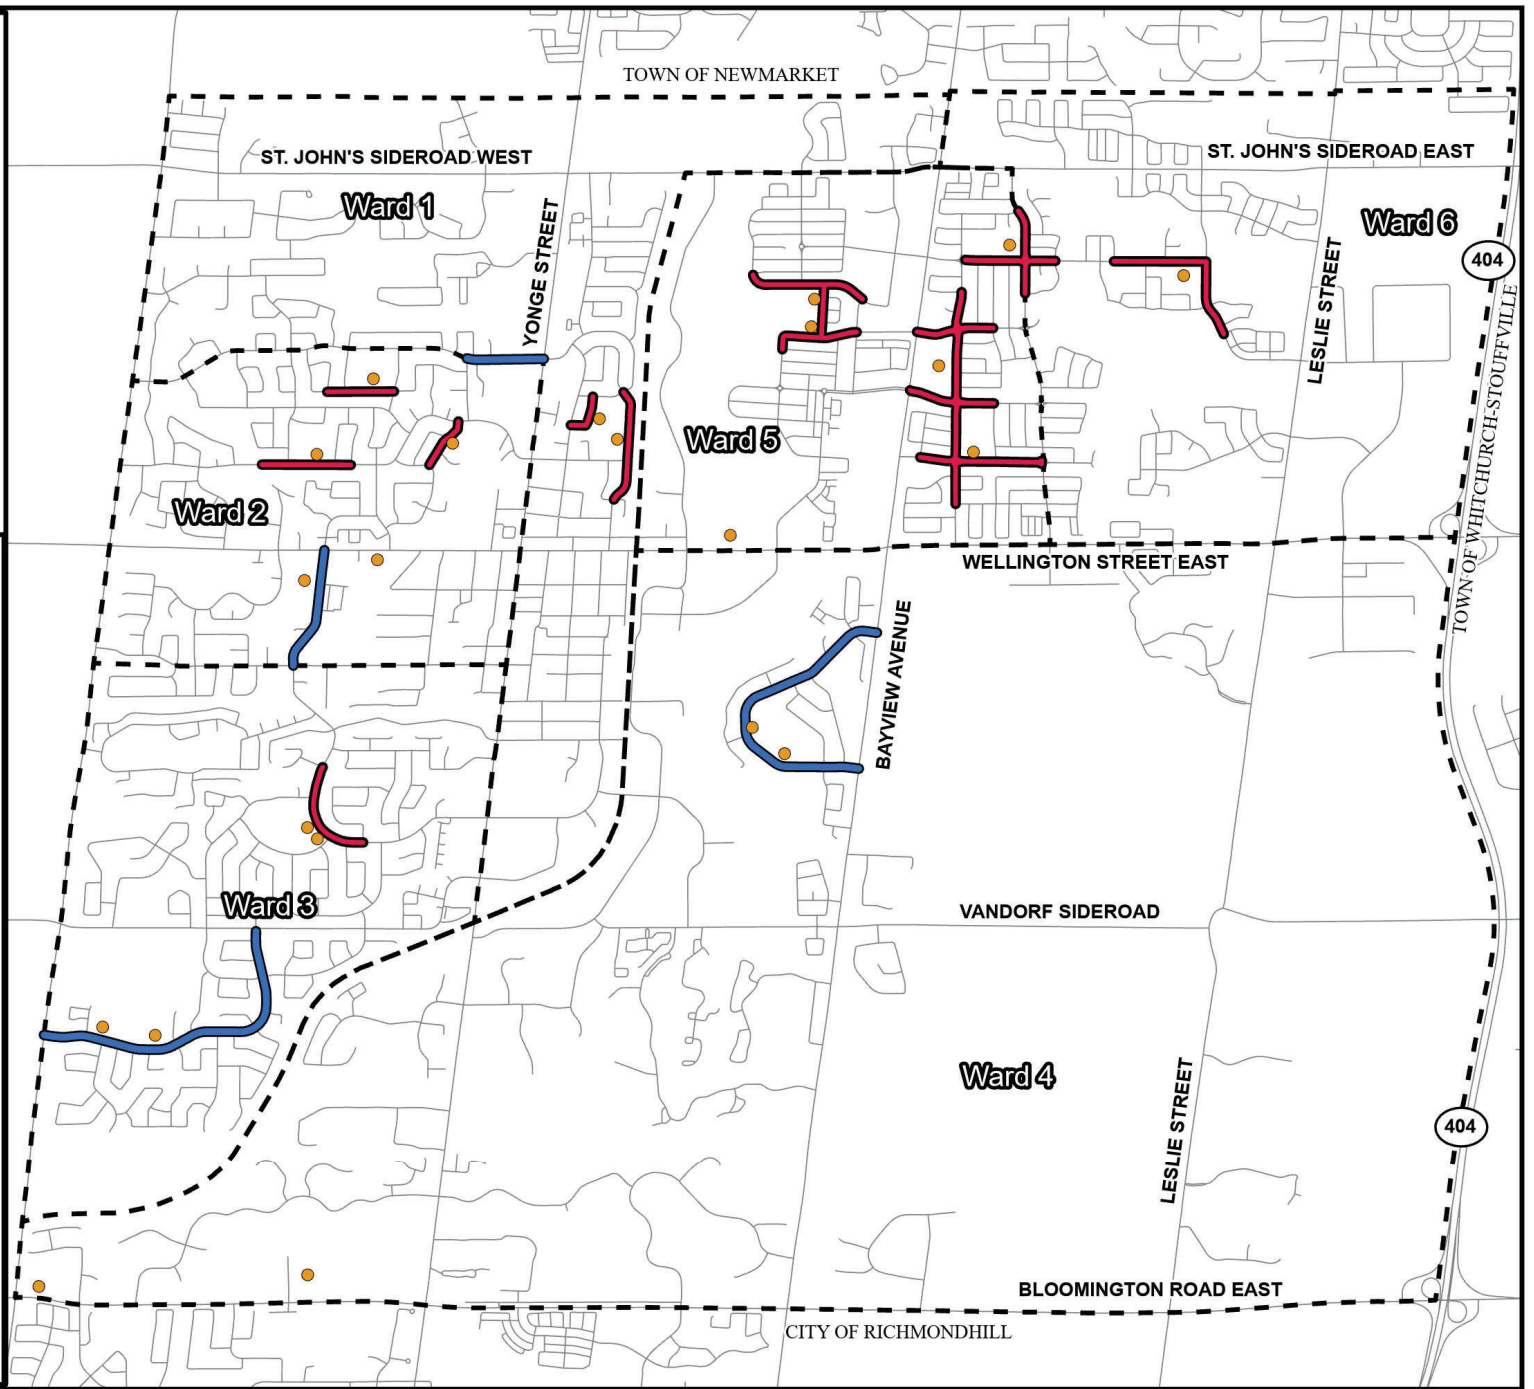 TOWN OF NEWMARKET
ST. JOHN'S SIDEROAD WEST
ST. JOHN'S SIDEROAD EAST
Ward 1
Ward 6
YONGE STREET
LESLIE STREET
404
TOWN OF WHITCHURCH-STOUFFVILLE
Ward 5
Ward 2
WELLINGTON STREET EAST
BAYVIEW AVENUE
Ward 3
VANDORF SIDEROAD
Ward 4
LESLIE STREET
404
BLOOMINGTON ROAD EAST
CITY OF RICHMONDHILL